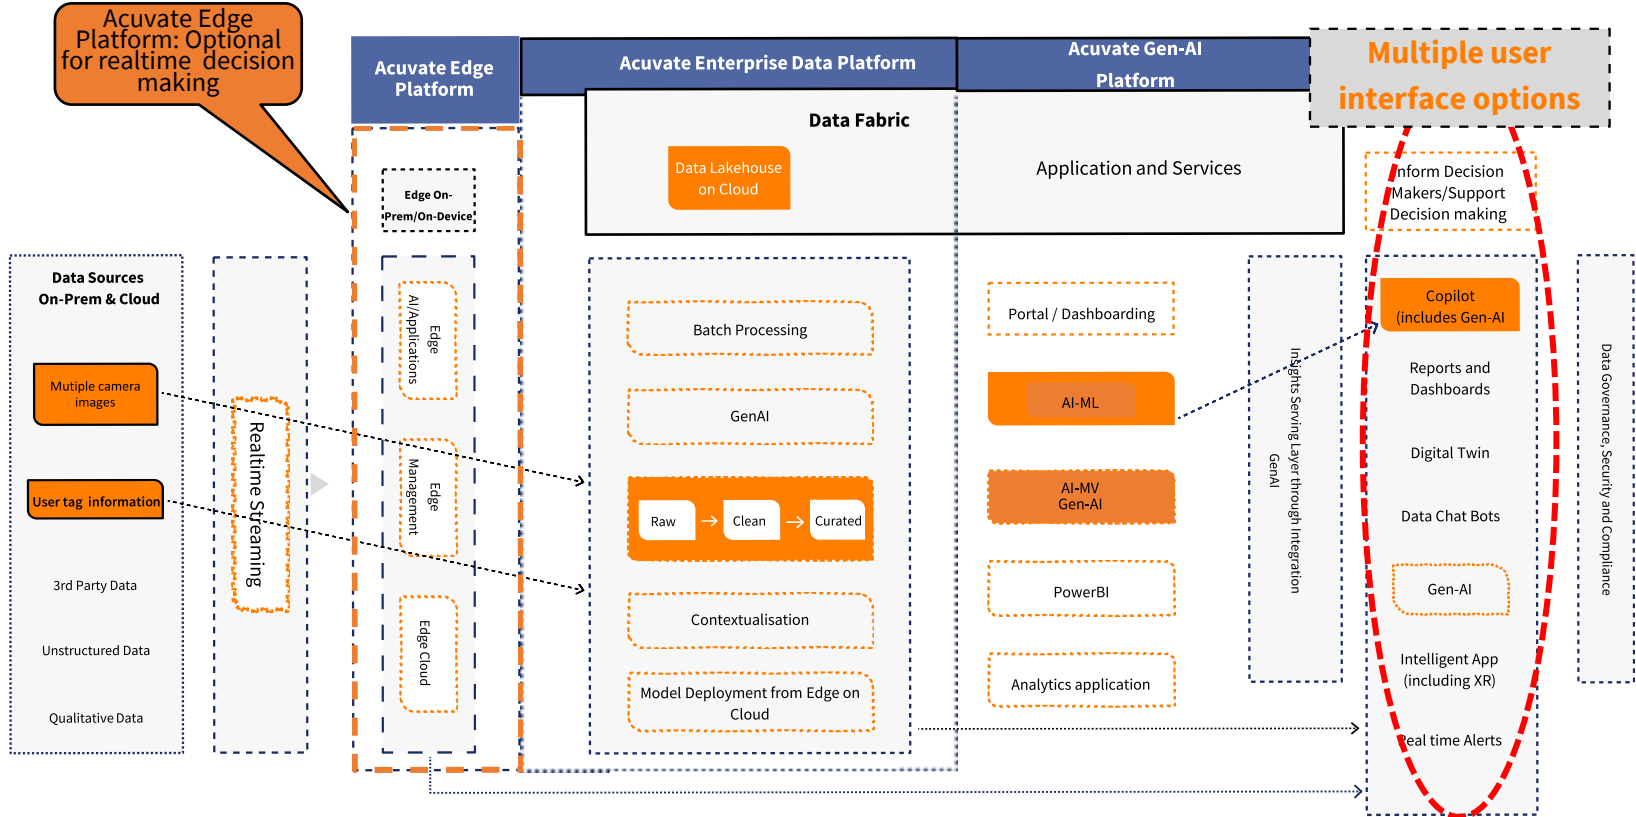 Acuvate Edge
Platform: Optional
for realtime decision
making
Acuvate Edge
Platform
Acuvate Enterprise Data Platform
Acuvate Gen-AI
Platform
Multiple user
interface options
Data Fabric
Data Lakehouse
on Cloud
Application and Services
Edge On-
Prem/On-Device
Inform Decision
Makers/Support
Decision making
Data Sources
On-Prem & Cloud
Mutiple camera
images
User tag information
3rd Party Data
Unstructured Data
Qualitative Data
Realtime Streaming
Edge
AI/Applications
Edge
Management
Edge Cloud
Batch Processing
GenAI
Raw
Clean
Curated
Contextualisation
Model Deployment from Edge on
Cloud
Portal / Dashboarding
AI-ML
AI-MV
Gen-AI
PowerBI
Analytics application
Insights Serving Layer through Integration
GenAI
Copilot
(includes Gen-AI
Reports and
Dashboards
Digital Twin
Data Chat Bots
Gen-AI
Intelligent App
(including XR)
Real time Alerts
Data Governance, Security and Compliance